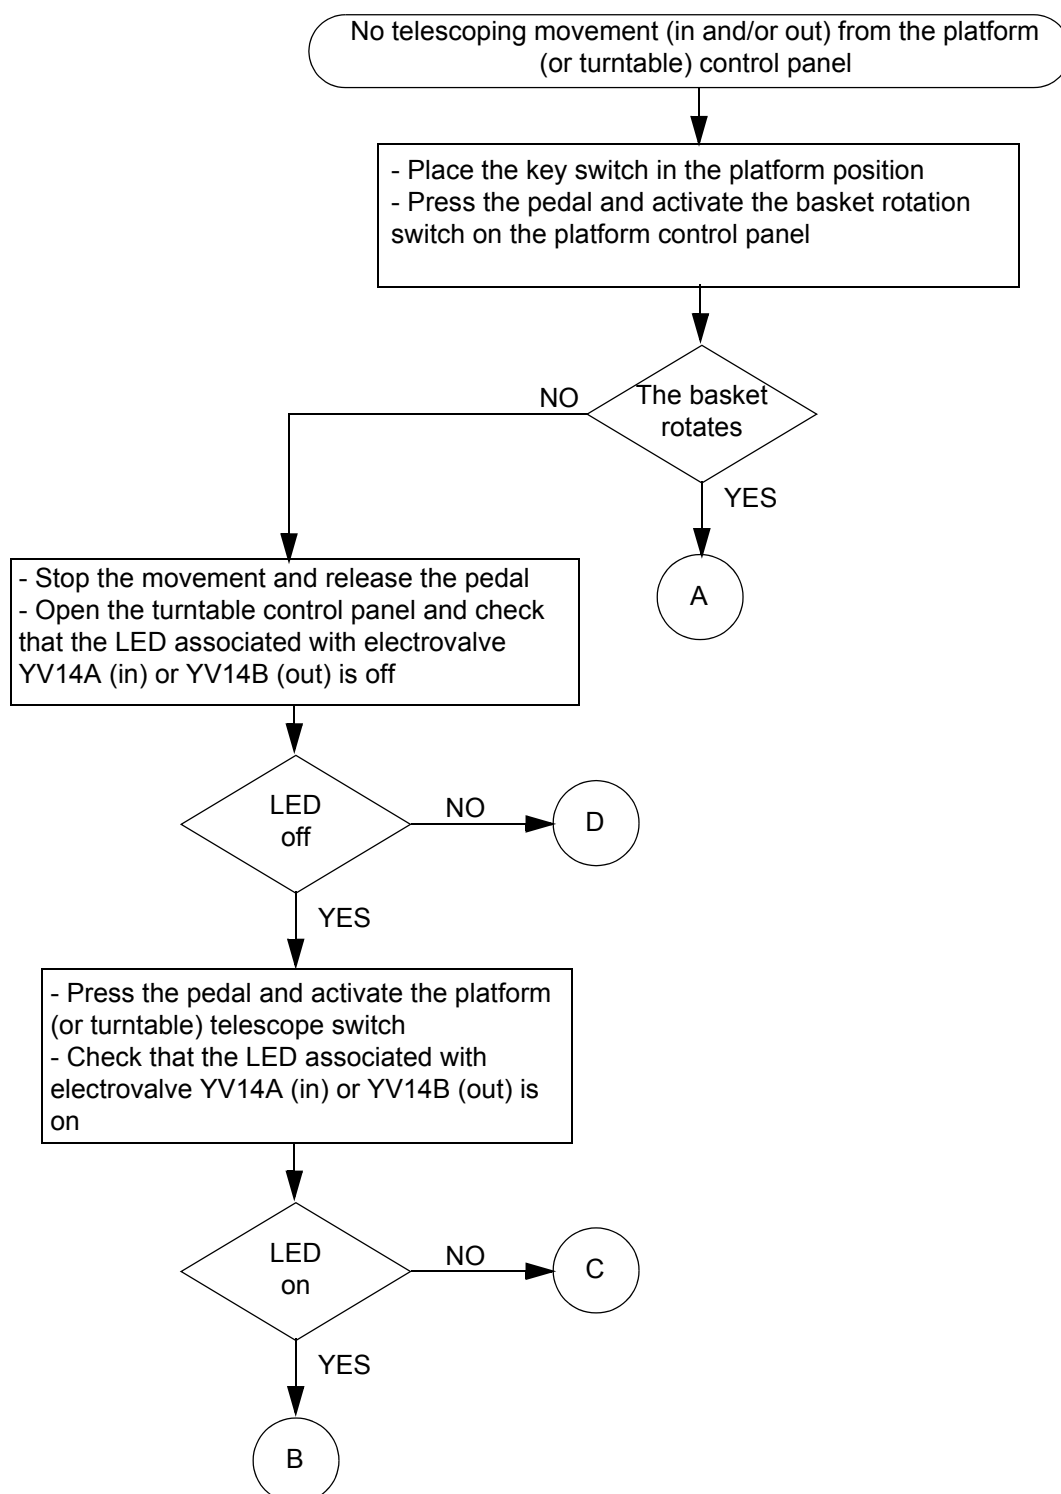 No telescoping movement (in and/or out) from the platform
(or turntable) control panel
- Place the key switch in the platform position
- Press the pedal and activate the basket rotation
switch on the platform control panel
The basket
rotates
NO
YES
A
- Stop the movement and release the pedal
- Open the turntable control panel and check
that the LED associated with electrovalve
YV14A (in) or YV14B (out) is off
LED
off
NO
D
YES
- Press the pedal and activate the platform
(or turntable) telescope switch
- Check that the LED associated with
electrovalve YV14A (in) or YV14B (out) is
on
LED
on
NO
C
YES
B